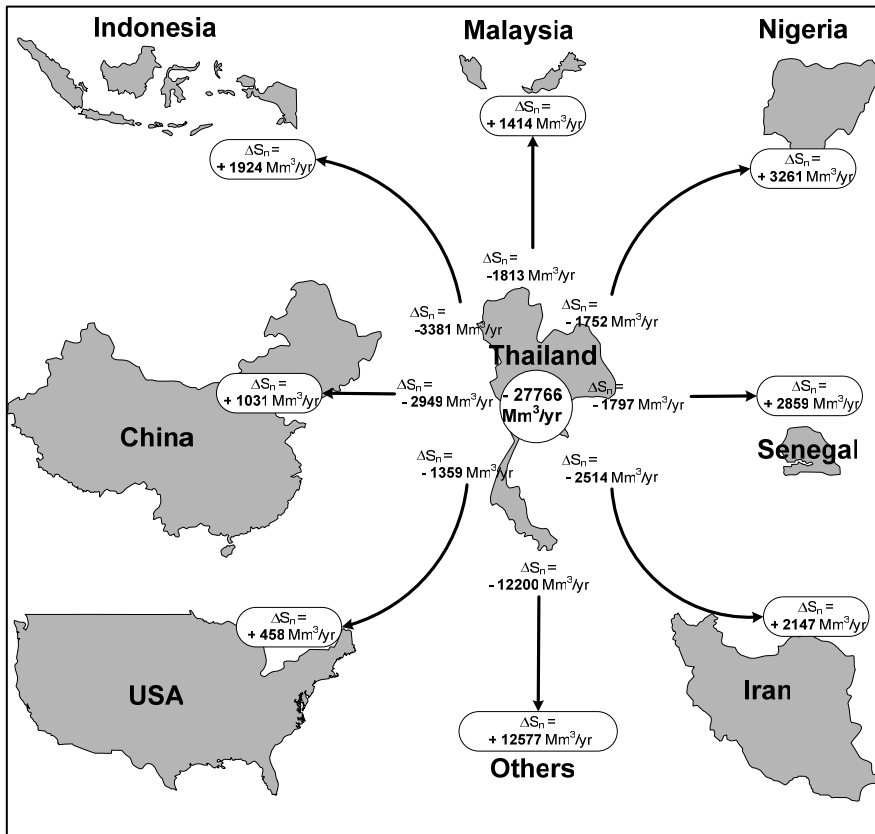 Indonesia
Malaysia
Nigeria
ΔSₙ =
+ 1414 Mm³/yr
ΔSₙ =
+ 1924 Mm³/yr
ΔSₙ =
+ 3261 Mm³/yr
ΔSₙ =
-1813 Mm³/yr
ΔSₙ =
-3381 Mm³/yr
ΔSₙ =
- 1752 Mm³/yr
Thailand
- 27766
Mm³/yr
ΔSₙ =
+ 1031 Mm³/yr
ΔSₙ =
- 2949 Mm³/yr
ΔSₙ =
-1797 Mm³/yr
ΔSₙ =
+ 2859 Mm³/yr
China
Senegal
ΔSₙ =
- 1359 Mm³/yr
ΔSₙ =
- 2514 Mm³/yr
ΔSₙ =
- 12200 Mm³/yr
ΔSₙ =
+ 458 Mm³/yr
ΔSₙ =
+ 2147 Mm³/yr
USA
Iran
ΔSₙ =
+ 12577 Mm³/yr
Others